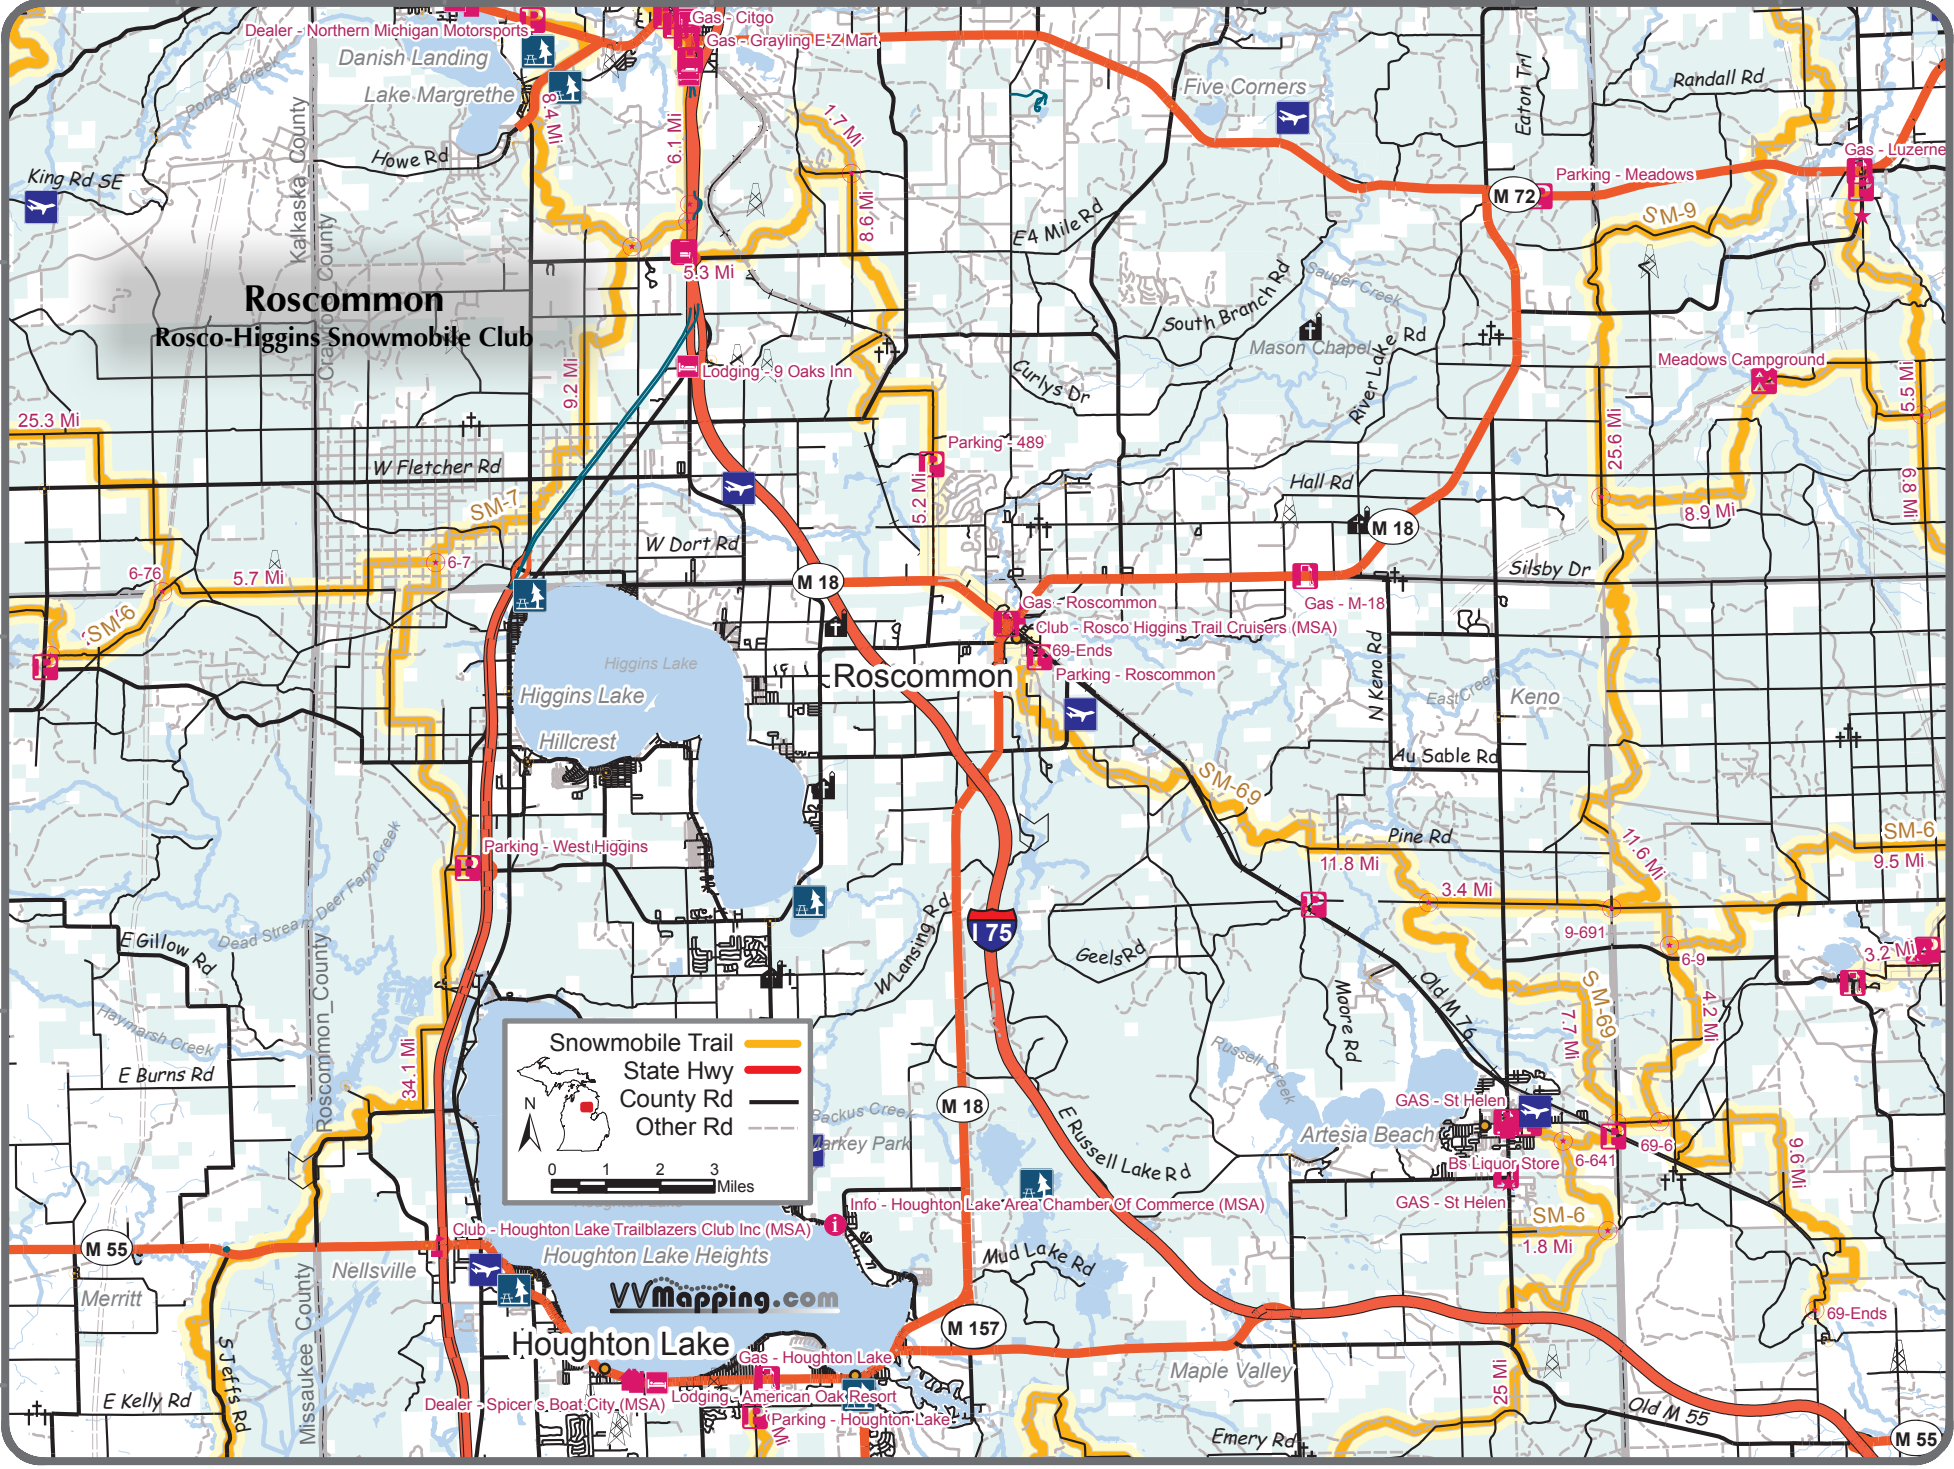 Gas - Citgo
Dealer - Northern Michigan Motorsports
Gas - Grayling E-Z Mart
Danish Landing
Lake Margrethe
Portage Creek
8.4 Mi
6.1 Mi
1.7 Mi
Five Corners
Eaton Trl
Randall Rd
Gas - Luzerne
Howe Rd
King Rd SE
Kalkaska County
Parking - Meadows
M 72
SM-9
8.6 Mi
E 4 Mile Rd
5.3 Mi
Sauger Creek
South Branch Rd
Roscommon
Rosco-Higgins Snowmobile Club
Crawford County
Mason Chapel
River Lake Rd
Meadows Campground
Lodging - 9 Oaks Inn
Curlys Dr
9.2 Mi
5.5 Mi
25.3 Mi
25.6 Mi
Parking - 489
W Fletcher Rd
5.2 Mi
Hall Rd
6.8 Mi
SM-7
8.9 Mi
M 18
W Dort Rd
6-7
6-76
5.7 Mi
M 18
Silsby Dr
SM-6
Gas - Roscommon
Gas - M-18
Club - Rosco Higgins Trail Cruisers (MSA)
69-Ends
Higgins Lake
Roscommon
Parking - Roscommon
Higgins Lake
N Keno Rd
East Creek
Keno
Hillcrest
Au Sable Rd
SM-69
Parking - West Higgins
Pine Rd
SM-6
11.8 Mi
11.6 Mi
9.5 Mi
3.4 Mi
Dead Stream
Deer Farm Creek
E Gillow Rd
W Lansing Rd
I 75
Geels Rd
9-691
6-9
3.2 Mi
Old M 76
Moore Rd
SM-69
7.7 Mi
4.2 Mi
Haymarsh Creek
Roscommon County
E Burns Rd
34.1 Mi
Snowmobile Trail
State Hwy
County Rd
Other Rd
N
0 1 2 3
Miles
Russell Creek
M 18
Backus Creek
GAS - St Helen
Artesia Beach
E Russell Lake Rd
69-6
6-641
Bs Liquor Store
GAS - St Helen
9.6 Mi
Info - Houghton Lake Area Chamber Of Commerce (MSA)
Club - Houghton Lake Trailblazers Club Inc (MSA)
SM-6
1.8 Mi
M 55
Houghton Lake Heights
Mud Lake Rd
Nellsville
Merritt
Missaukee County
VVMapping.com
69-Ends
M 157
Houghton Lake
Gas - Houghton Lake
Maple Valley
S Jeffs Rd
E Kelly Rd
Dealer - Spicer s Boat City (MSA)
Lodging - American Oak Resort
Parking - Houghton Lake
Mi
25 Mi
Old M 55
Emery Rd
M 55